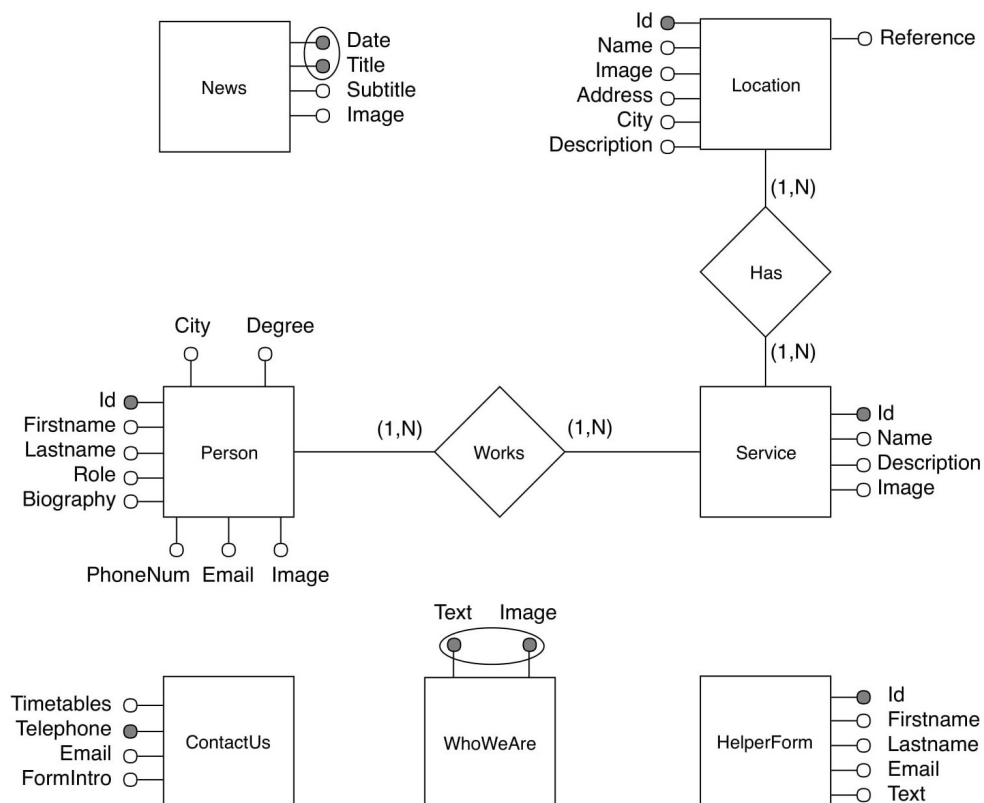 News
Date
Title
Subtitle
Image
Id
Name
Image
Address
City
Description
Location
Reference
(1,N)
Has
(1,N)
City Degree
Id
Firstname
Lastname
Role
Biography
Person
PhoneNum Email Image
(1,N)
Works
(1,N)
Service
Id
Name
Description
Image
Timetables
Telephone
Email
FormIntro
ContactUs
Text Image
WhoWeAre
HelperForm
Id
Firstname
Lastname
Email
Text